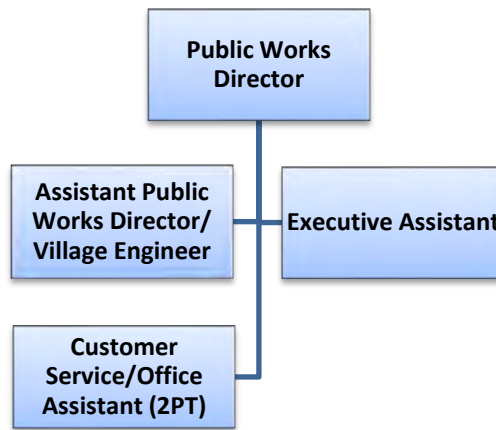 Public Works
Director
Assistant Public
Works Director/
Village Engineer
Executive Assistant
Customer
Service/Office
Assistant (2PT)